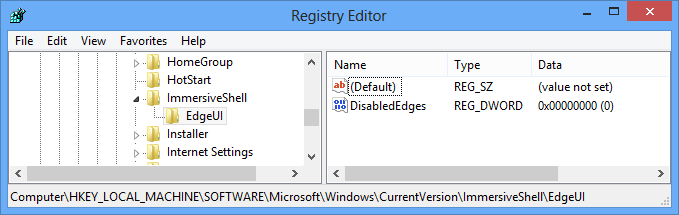 Registry Editor
File Edit View Favorites Help
HomeGroup
HotStart
ImmersiveShell
EdgeUI
Installer
Internet Settings
Name Type Data
ab (Default) REG_SZ (value not set)
DisabledEdges REG_DWORD 0x00000000 (0)
Computer\HKEY_LOCAL_MACHINE\SOFTWARE\Microsoft\Windows\CurrentVersion\ImmersiveShell\EdgeUI